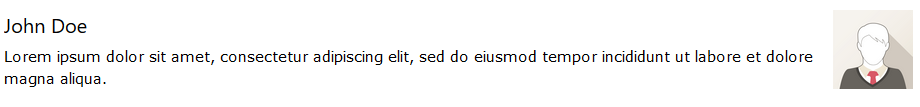 John Doe
Lorem ipsum dolor sit amet, consectetur adipiscing elit, sed do eiusmod tempor incididunt ut labore et dolore
magna aliqua.